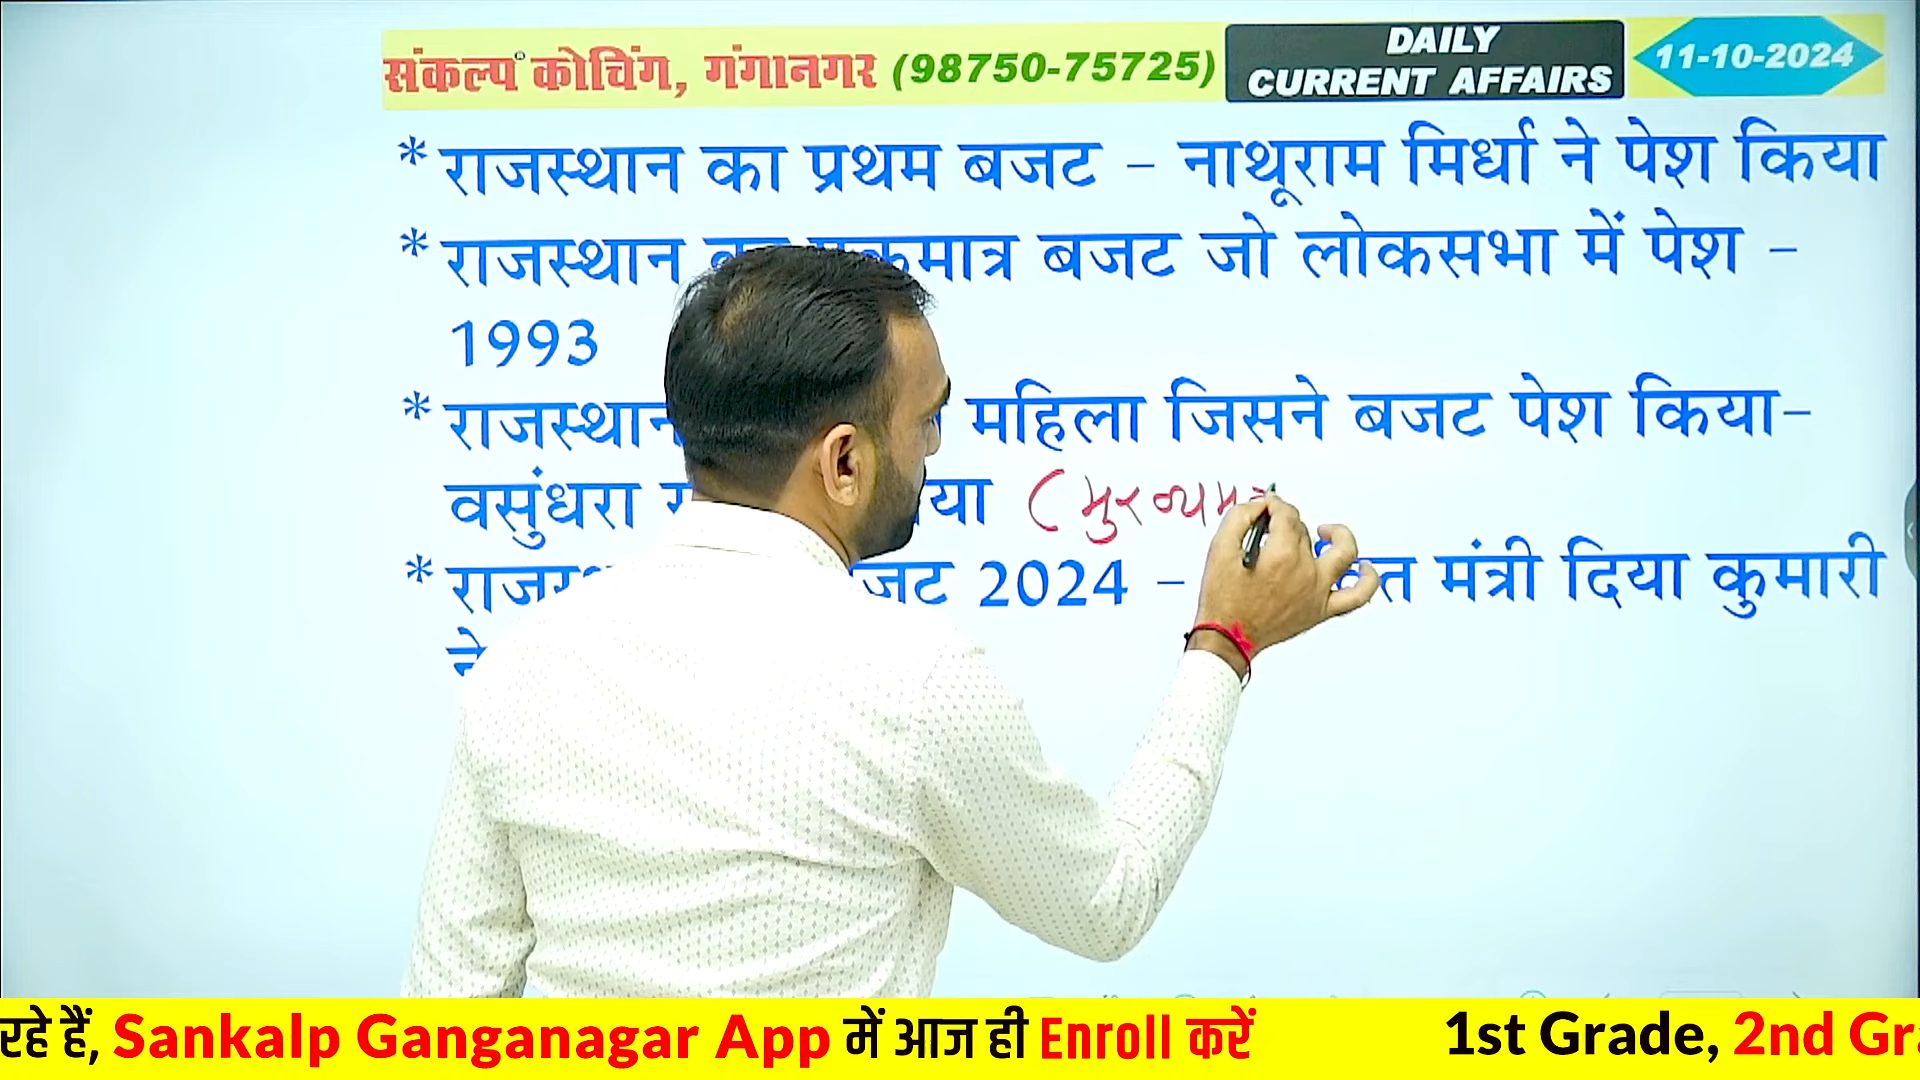 संकल्प कोचिंग, गंगानगर (98750-75725)
DAILY CURRENT AFFAIRS
11-10-2024
* राजस्थान का प्रथम बजट - नाथूराम मिर्धा ने पेश किया
* राजस्थान बजट जो लोकसभा में पेश -
1993
* राजस्थान महिला जिसने बजट पेश किया-
वसुंधरा (मुख्यम
* 2024 - मंत्री दिया कुमारी
ने
रहे हैं, Sankalp Ganganagar App में आज ही Enroll करें 1st Grade, 2nd Gr